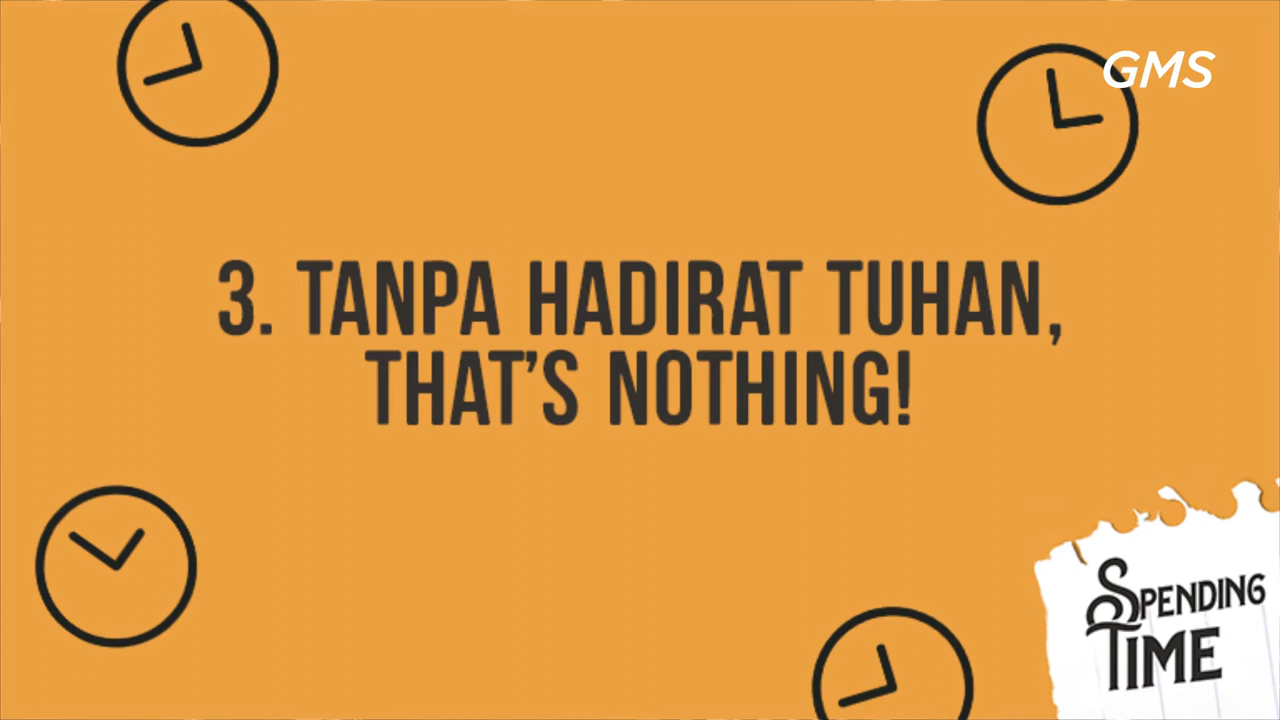 GMS
3. TANPA HADIRAT TUHAN,
THAT'S NOTHING!
SPENDING
TIME